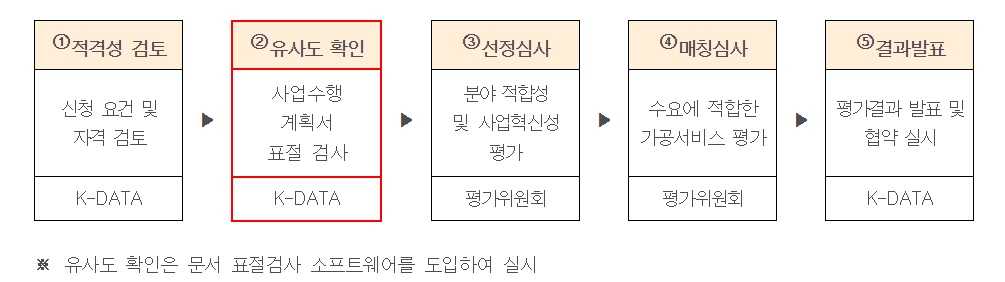 ①적격성 검토
신청 요건 및
자격 검토
K-DATA
▶
②유사도 확인
사업수행
계획서
표절 검사
K-DATA
▶
③선정심사
분야 적합성
및 사업혁신성
평가
평가위원회
▶
④매칭심사
수요에 적합한
가공서비스 평가
평가위원회
▶
⑤결과발표
평가결과 발표 및
협약 실시
K-DATA
※ 유사도 확인은 문서 표절검사 소프트웨어를 도입하여 실시